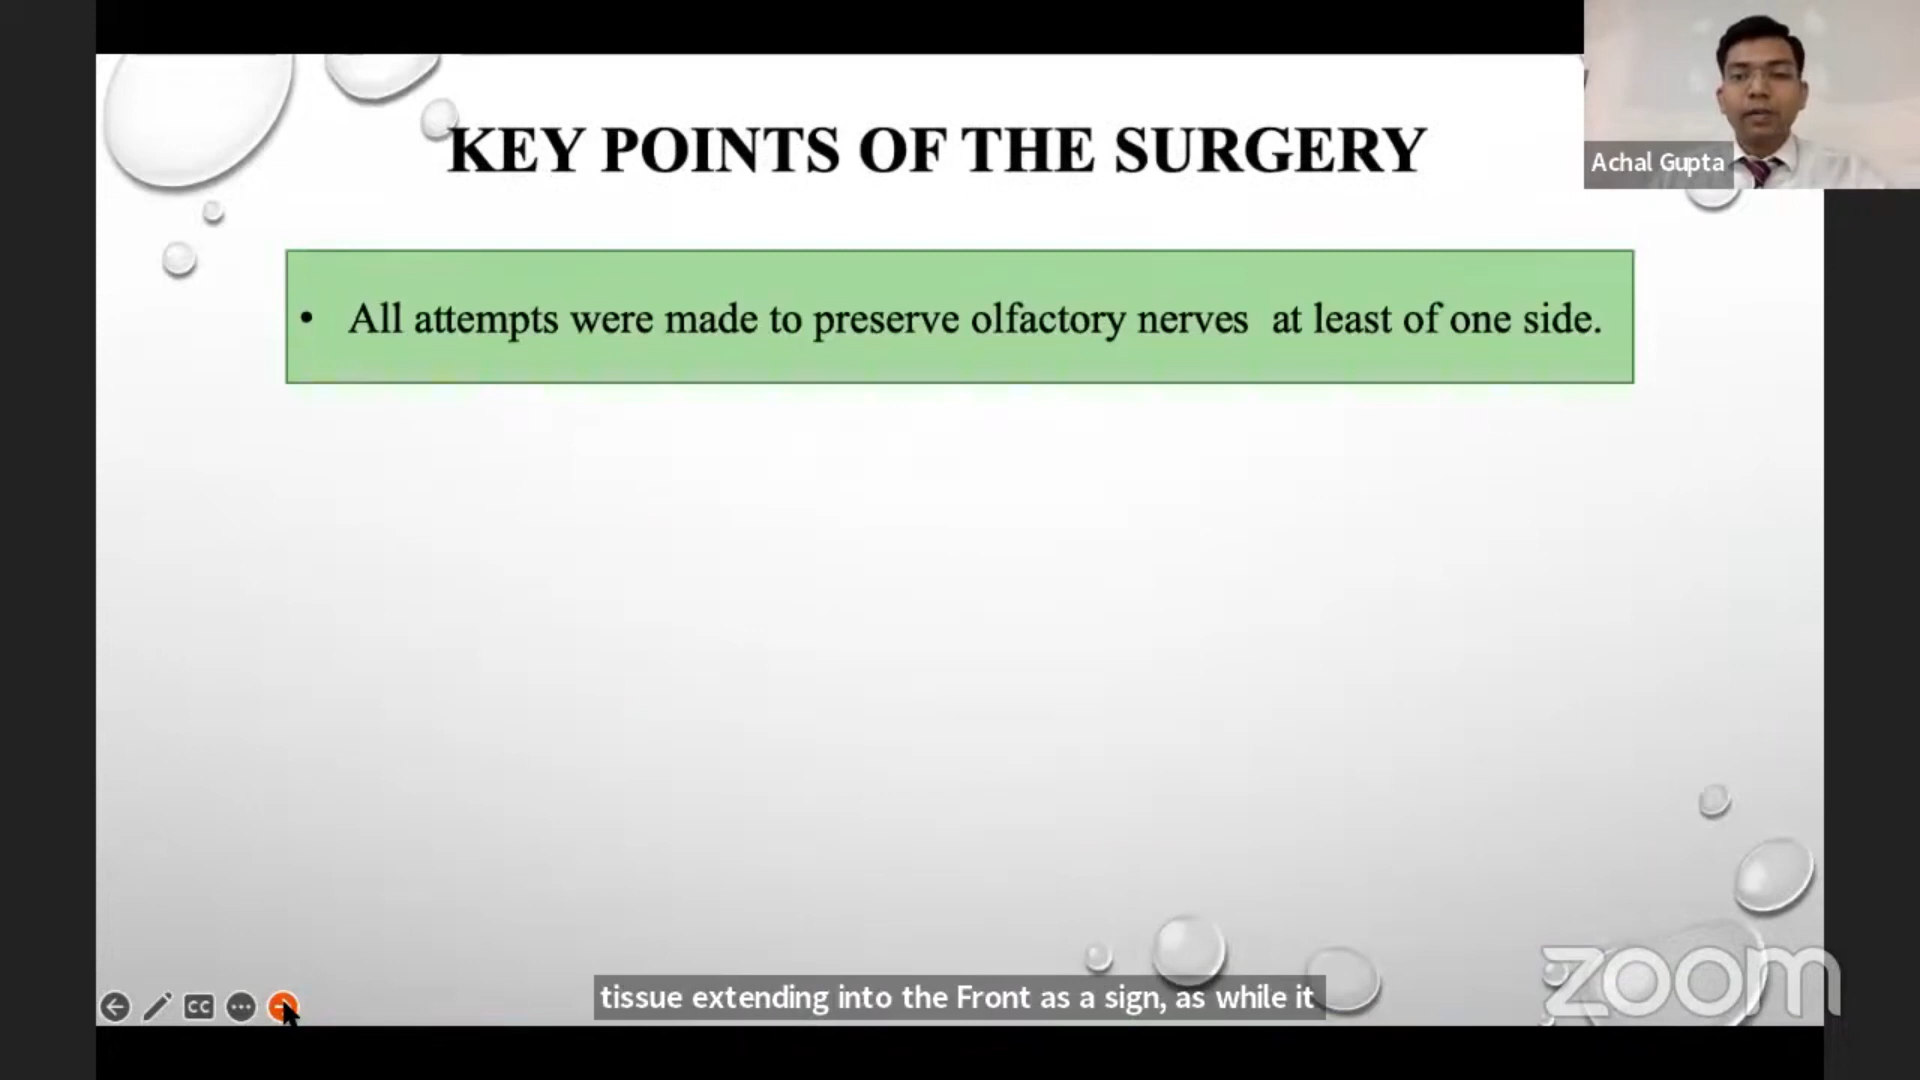 KEY POINTS OF THE SURGERY
Achal Gupta
• All attempts were made to preserve olfactory nerves at least of one side.
CC
tissue extending into the Front as a sign, as while it
zoom